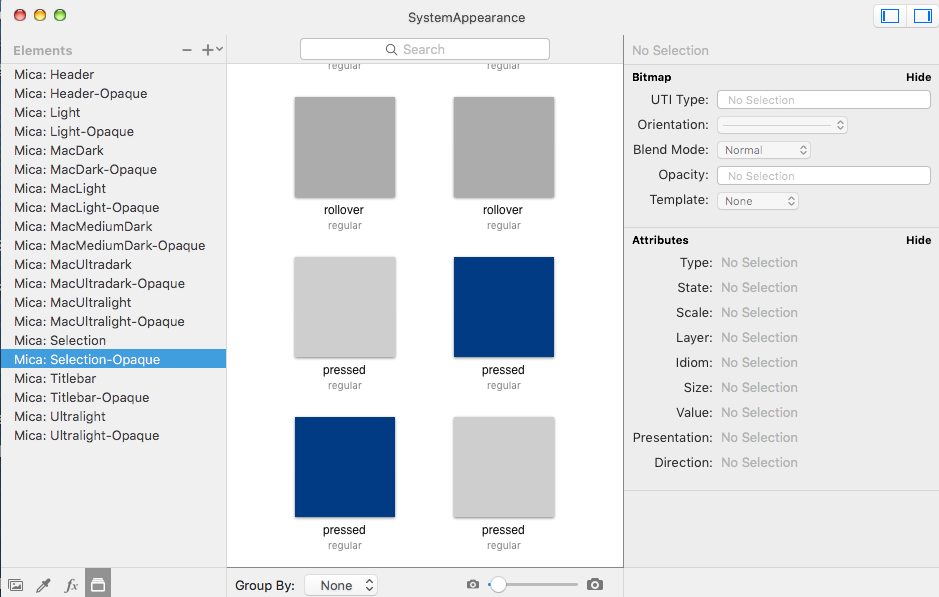 SystemAppearance
Elements
Search
No Selection
Mica: Header
Mica: Header-Opaque
Mica: Light
Mica: Light-Opaque
Mica: MacDark
Mica: MacDark-Opaque
Mica: MacLight
Mica: MacLight-Opaque
Mica: MacMediumDark
Mica: MacMediumDark-Opaque
Mica: MacUltradark
Mica: MacUltradark-Opaque
Mica: MacUltralight
Mica: MacUltralight-Opaque
Mica: Selection
Mica: Selection-Opaque
Mica: Titlebar
Mica: Titlebar-Opaque
Mica: Ultralight
Mica: Ultralight-Opaque
fx
regular regular
rollover rollover
regular regular
pressed pressed
regular regular
pressed pressed
regular regular
Group By: None
Bitmap Hide
UTI Type: No Selection
Orientation:
Blend Mode: Normal
Opacity: No Selection
Template: None
Attributes Hide
Type: No Selection
State: No Selection
Scale: No Selection
Layer: No Selection
Idiom: No Selection
Size: No Selection
Value: No Selection
Presentation: No Selection
Direction: No Selection